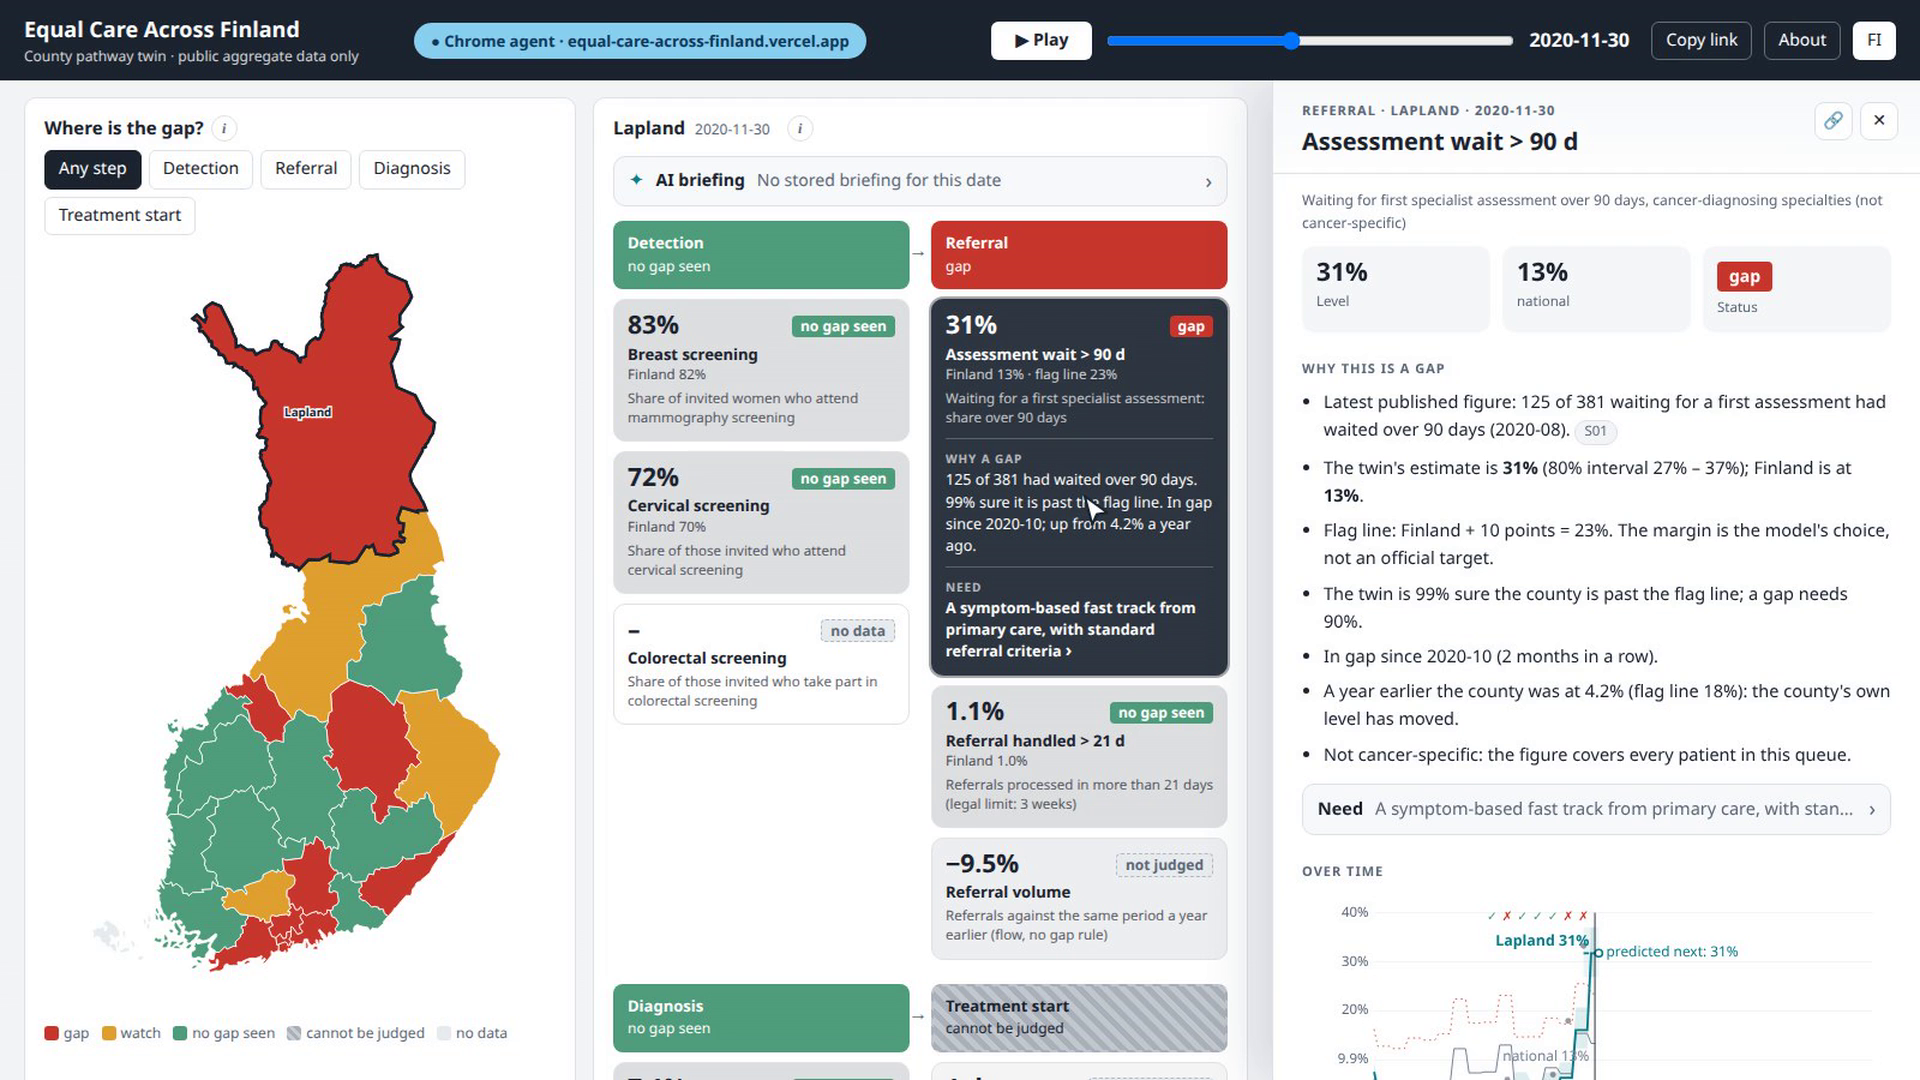 Equal Care Across Finland
County pathway twin · public aggregate data only
● Chrome agent · equal-care-across-finland.vercel.app
▶ Play
2020-11-30
Copy link
About
FI
Where is the gap? i
Any step
Detection
Referral
Diagnosis
Treatment start
Lapland
gap
watch
no gap seen
cannot be judged
no data
Lapland 2020-11-30 i
✦ AI briefing No stored briefing for this date ›
Detection
no gap seen
→
Referral
gap
83% no gap seen
Breast screening
Finland 82%
Share of invited women who attend
mammography screening
72% no gap seen
Cervical screening
Finland 70%
Share of those invited who attend
cervical screening
– no data
Colorectal screening
Share of those invited who take part in
colorectal screening
31% gap
Assessment wait > 90 d
Finland 13% · flag line 23%
Waiting for a first specialist assessment:
share over 90 days
WHY A GAP
125 of 381 had waited over 90 days.
99% sure it is past the flag line. In gap
since 2020-10; up from 4.2% a year
ago.
NEED
A symptom-based fast track from
primary care, with standard
referral criteria ›
1.1% no gap seen
Referral handled > 21 d
Finland 1.0%
Referrals processed in more than 21 days
(legal limit: 3 weeks)
−9.5% not judged
Referral volume
Referrals against the same period a year
earlier (flow, no gap rule)
Diagnosis
no gap seen
→
Treatment start
cannot be judged
REFERRAL · LAPLAND · 2020-11-30
Assessment wait > 90 d
🔗 ✕
Waiting for first specialist assessment over 90 days, cancer-diagnosing specialties (not
cancer-specific)
31%
Level
13%
national
gap
Status
WHY THIS IS A GAP
• Latest published figure: 125 of 381 waiting for a first assessment had
waited over 90 days (2020-08). S01
• The twin's estimate is 31% (80% interval 27% – 37%); Finland is at
13%.
• Flag line: Finland + 10 points = 23%. The margin is the model's choice,
not an official target.
• The twin is 99% sure the county is past the flag line; a gap needs
90%.
• In gap since 2020-10 (2 months in a row).
• A year earlier the county was at 4.2% (flag line 18%): the county's own
level has moved.
• Not cancer-specific: the figure covers every patient in this queue.
Need A symptom-based fast track from primary care, with stan... ›
OVER TIME
40%
✓ ✗ ✓ ✓ ✓ ✗ ✗
Lapland 31%
predicted next: 31%
30%
20%
national 13%
9.9%